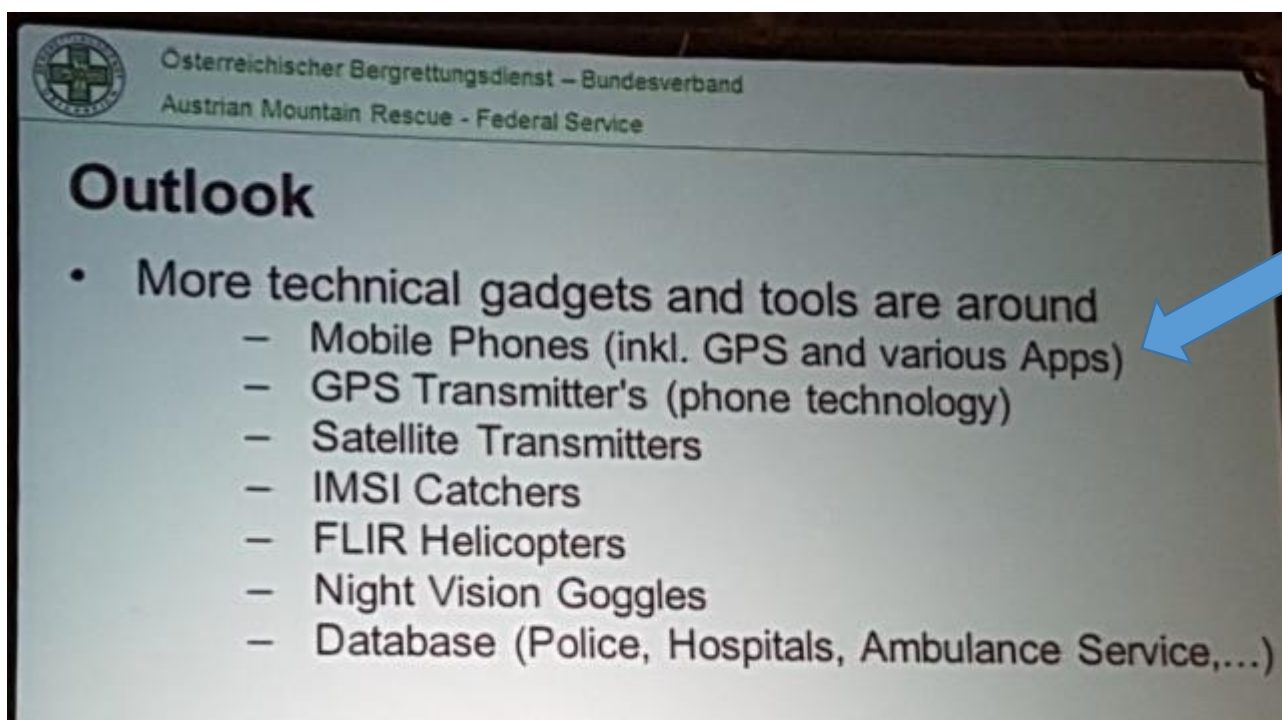 Österreichischer Bergrettungsdienst – Bundesverband
Austrian Mountain Rescue - Federal Service
Outlook
• More technical gadgets and tools are around
– Mobile Phones (inkl. GPS and various Apps)
– GPS Transmitter's (phone technology)
– Satellite Transmitters
– IMSI Catchers
– FLIR Helicopters
– Night Vision Goggles
– Database (Police, Hospitals, Ambulance Service,...)